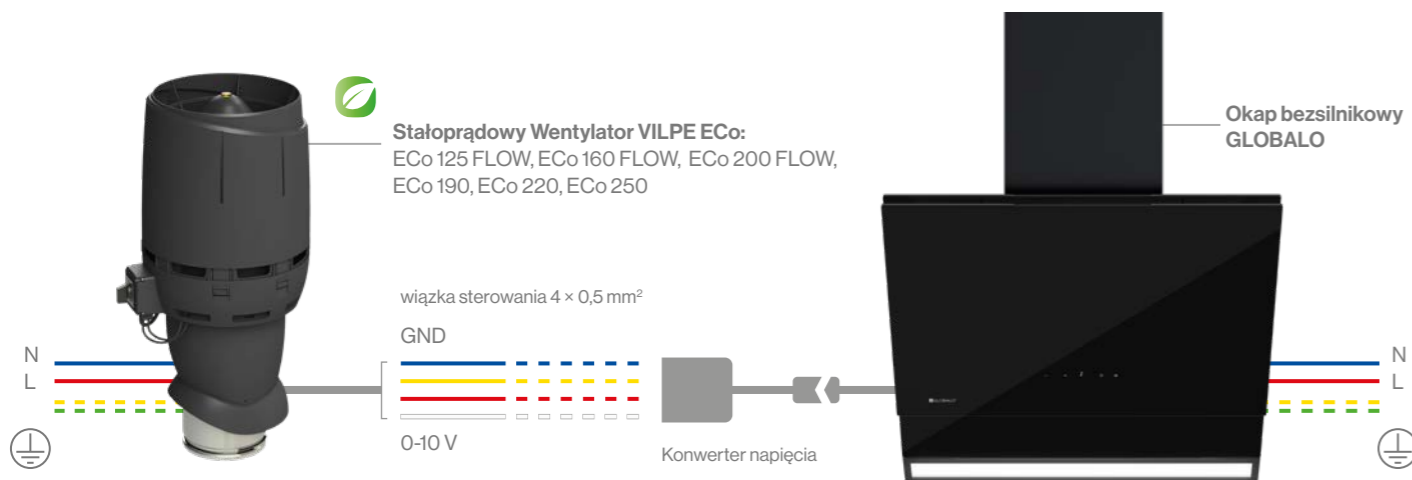 Stałoprądowy Wentylator VILPE ECo:
ECo 125 FLOW, ECo 160 FLOW, ECo 200 FLOW,
ECo 190, ECo 220, ECo 250
Okap bezsilnikowy
GLOBALO
wiązka sterowania 4 × 0,5 mm²
GND
N
L
0-10 V
Konwerter napięcia
GLOBALO
N
L